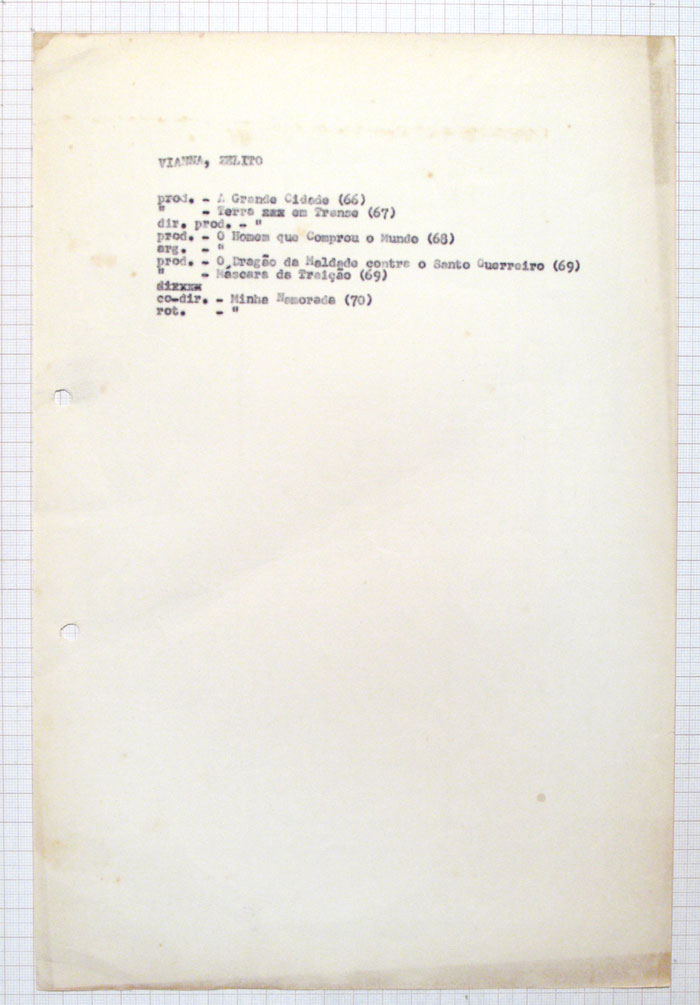 VIANNA, ZELITO
prod. - A Grande Cidade (66)
" - Terra xxx em Transe (67)
dir. prod. - "
prod. - O Homem que Comprou o Mundo (68)
arg. - "
prod. - O Dragão da Maldade contra o Santo Guerreiro (69)
" - Máscara da Traição (69)
co-dir. - Minha Namorada (70)
rot. - "